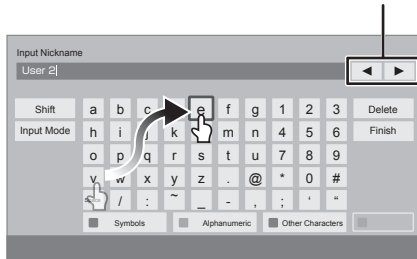 Input Nickname
User 2
◀ ▶
Shift a b c e f g 1 2 3 Delete
Input Mode h i j k m n 4 5 6 Finish
o p q r s t u 7 8 9
v w x y z . @ * 0 #
/ : ~ _ - , ; ' "
Symbols Alphanumeric Other Characters